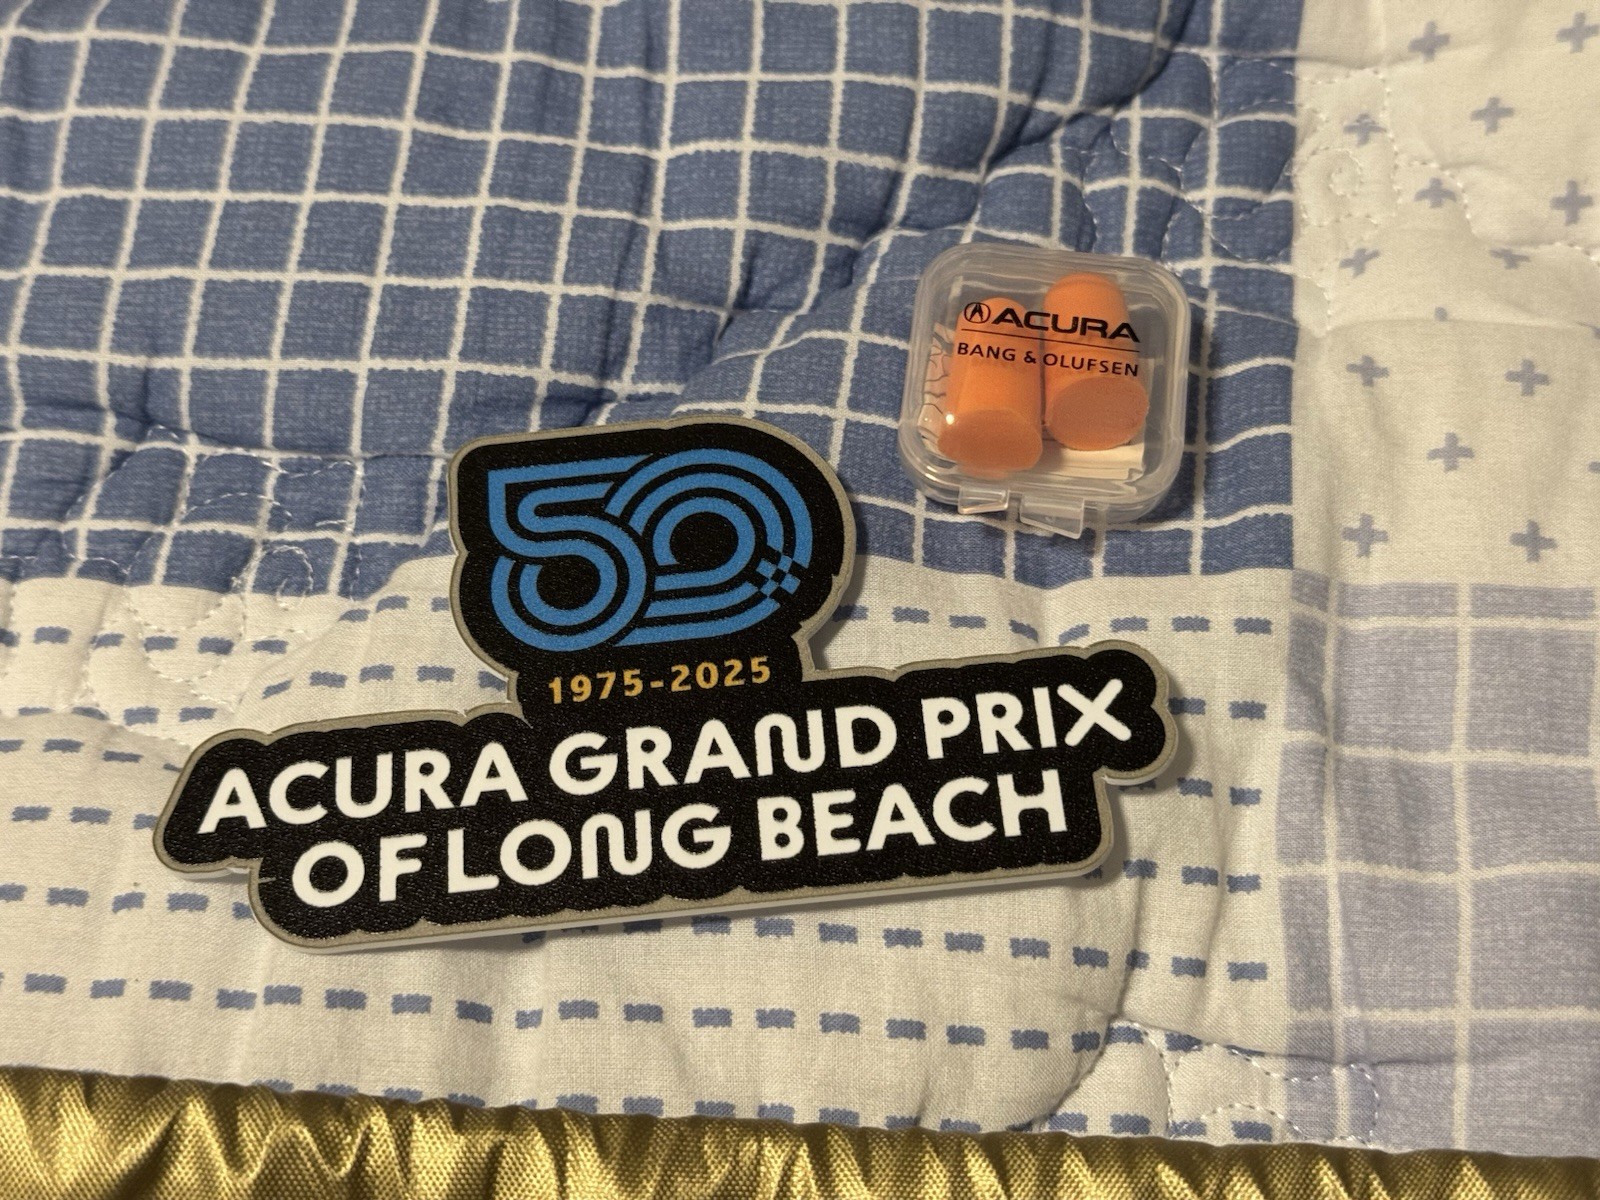 ACURA
BANG & OLUFSEN
50
1975-2025
ACURA GRAND PRIX
OF LONG BEACH